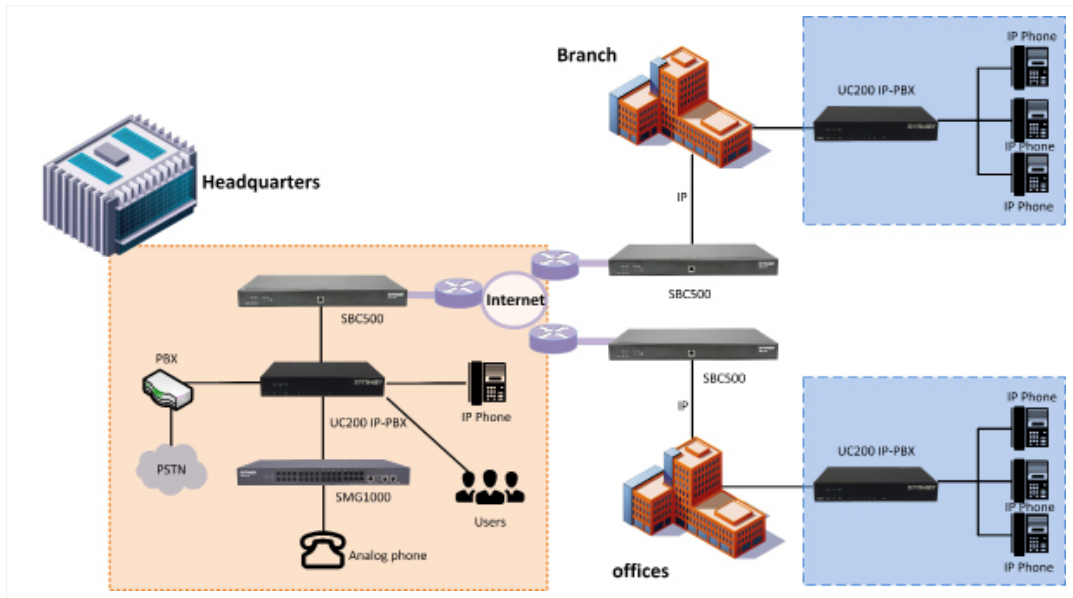 Branch
IP Phone
UC200 IP-PBX
IP Phone
IP Phone
Headquarters
IP
SBC500
Internet
SBC500
SBC500
PBX
IP Phone
UC200 IP-PBX
PSTN
SMG1000
Users
Analog phone
IP
IP Phone
UC200 IP-PBX
IP Phone
IP Phone
offices